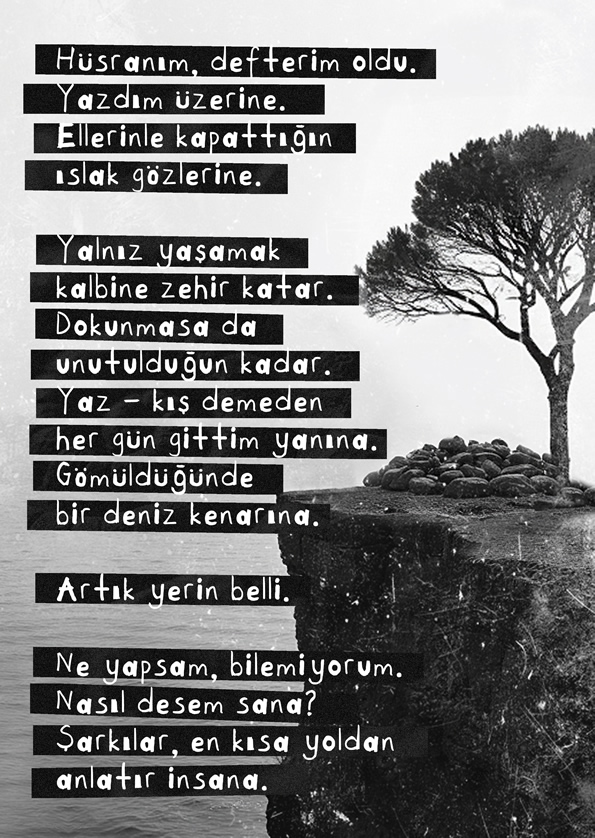 Hüsranım, defterim oldu.
Yazdım üzerine.
Ellerinle kapattığın
ıslak gözlerine.
Yalnız yaşamak
kalbine zehir katar.
Dokunmasa da
unutulduğun kadar.
Yaz – kış demeden
her gün gittim yanına.
Gömüldüğünde
bir deniz kenarına.
Artık yerin belli.
Ne yapsam, bilemiyorum.
Nasıl desem sana?
Şarkılar, en kısa yoldan
anlatır insana.